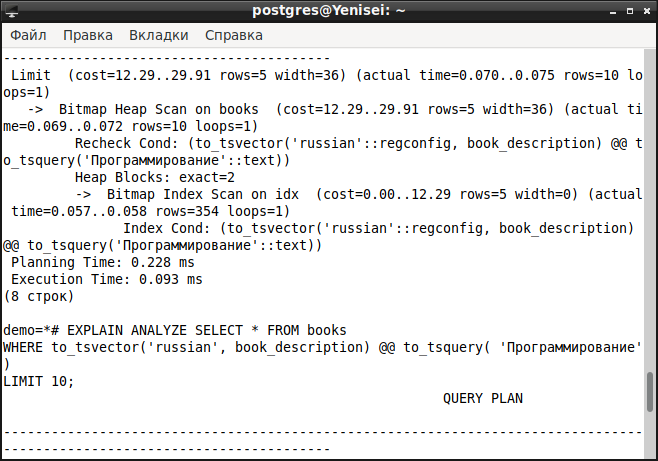 postgres@Yenisei: ~
Файл Правка Вкладки Справка
-----------------------------------------
 Limit  (cost=12.29..29.91 rows=5 width=36) (actual time=0.070..0.075 rows=10 lo
ops=1)
   ->  Bitmap Heap Scan on books  (cost=12.29..29.91 rows=5 width=36) (actual ti
me=0.069..0.072 rows=10 loops=1)
         Recheck Cond: (to_tsvector('russian'::regconfig, book_description) @@ t
o_tsquery('Программирование'::text))
         Heap Blocks: exact=2
         ->  Bitmap Index Scan on idx  (cost=0.00..12.29 rows=5 width=0) (actual
 time=0.057..0.058 rows=354 loops=1)
               Index Cond: (to_tsvector('russian'::regconfig, book_description) 
@@ to_tsquery('Программирование'::text))
 Planning Time: 0.228 ms
 Execution Time: 0.093 ms
(8 строк)

demo=*# EXPLAIN ANALYZE SELECT * FROM books
WHERE to_tsvector('russian', book_description) @@ to_tsquery( 'Программирование'
)
LIMIT 10;
                                                       QUERY PLAN

--------------------------------------------------------------------------------
-----------------------------------------